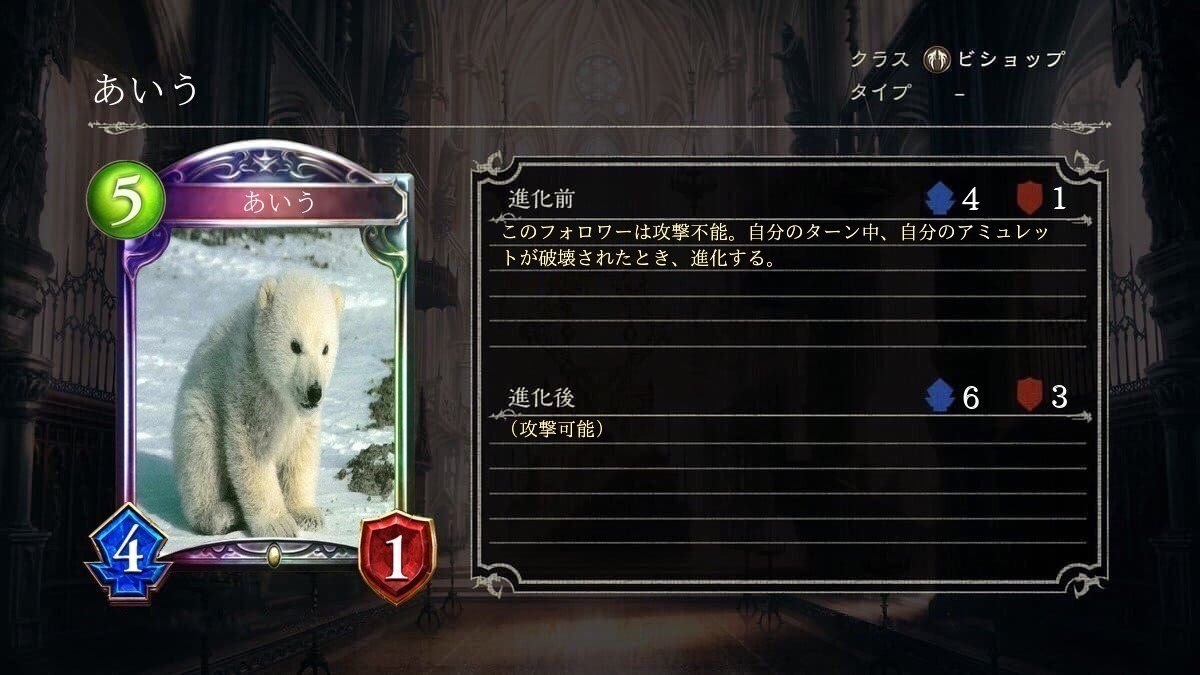 あいう
クラス ビショップ
タイプ －
5
あいう
進化前 4 1
このフォロワーは攻撃不能。自分のターン中、自分のアミュレッ
トが破壊されたとき、進化する。
進化後 6 3
（攻撃可能）
4
1